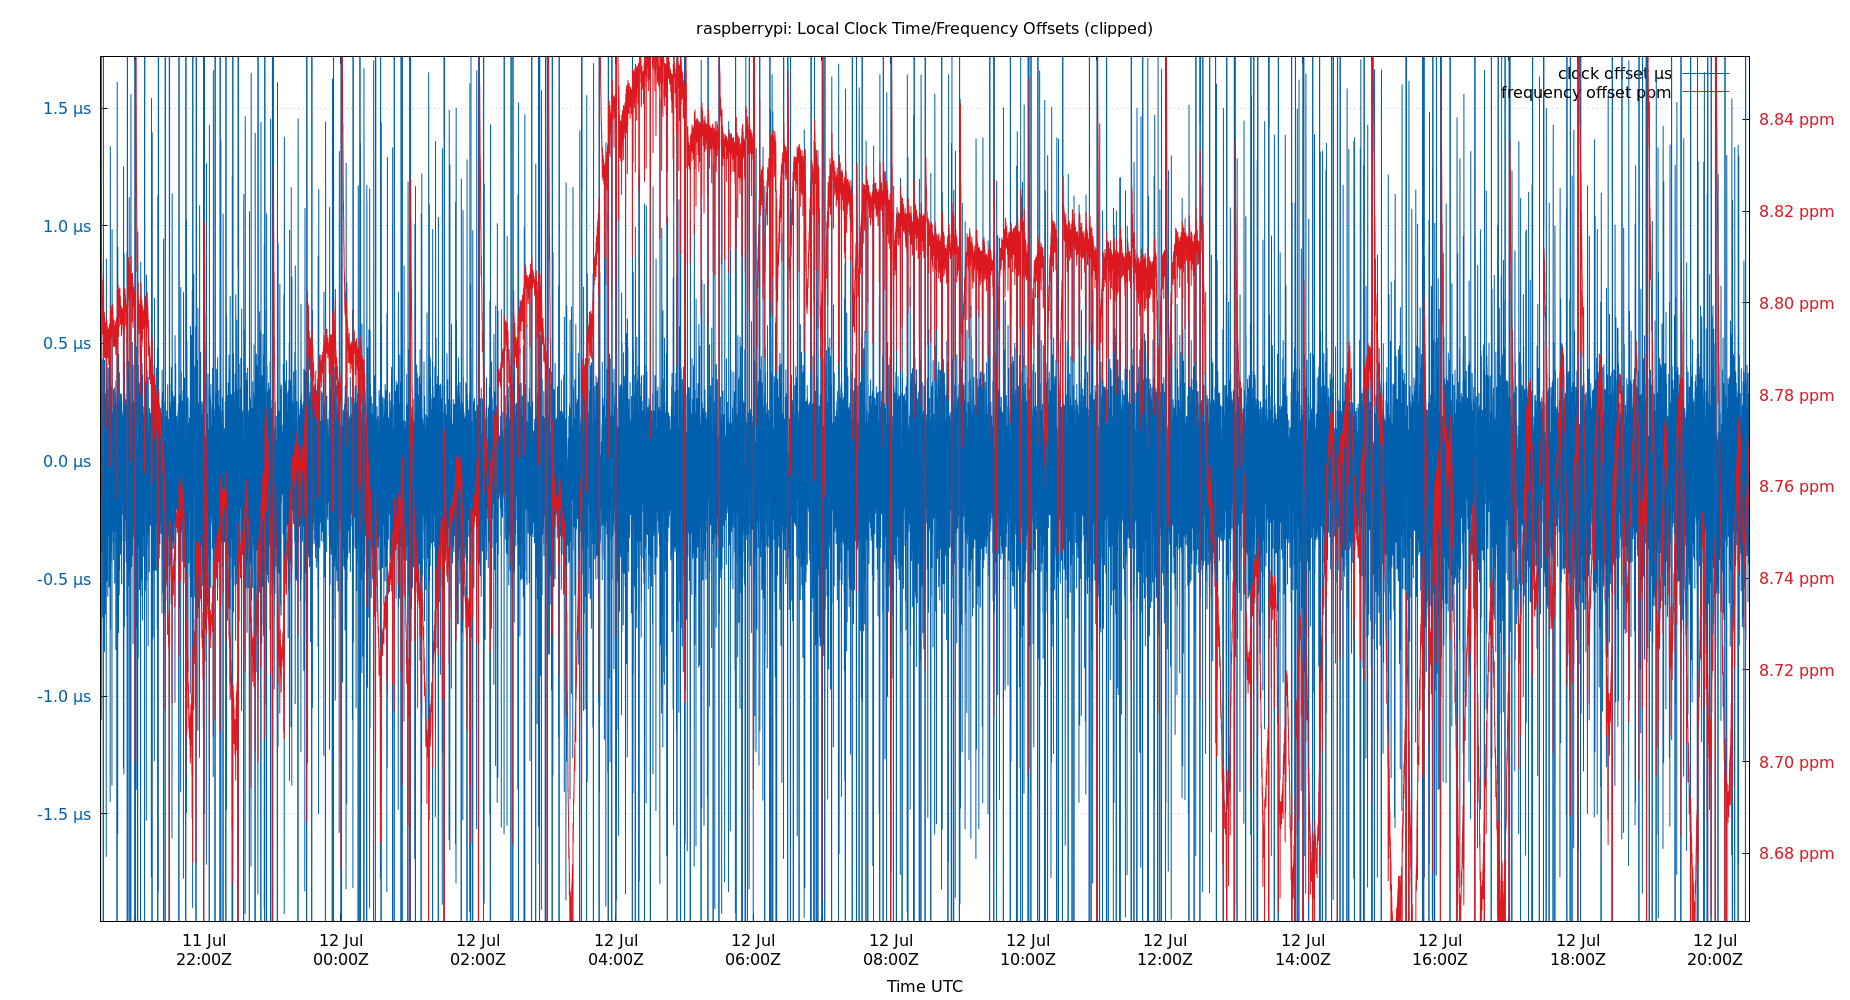 raspberrypi: Local Clock Time/Frequency Offsets (clipped)
clock offset µs
frequency offset ppm
1.5 µs
1.0 µs
0.5 µs
0.0 µs
-0.5 µs
-1.0 µs
-1.5 µs
8.84 ppm
8.82 ppm
8.80 ppm
8.78 ppm
8.76 ppm
8.74 ppm
8.72 ppm
8.70 ppm
8.68 ppm
11 Jul 12 Jul 12 Jul 12 Jul 12 Jul 12 Jul 12 Jul 12 Jul 12 Jul 12 Jul 12 Jul 12 Jul
22:00Z 00:00Z 02:00Z 04:00Z 06:00Z 08:00Z 10:00Z 12:00Z 14:00Z 16:00Z 18:00Z 20:00Z
Time UTC